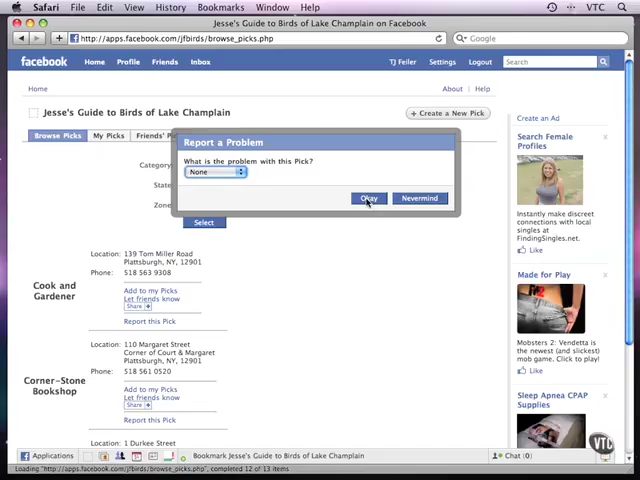 Safari File Edit View History Bookmarks Window Help VTC
Jesse's Guide to Birds of Lake Champlain on Facebook
http://apps.facebook.com/jfbirds/browse_picks.php
Google
facebook Home Profile Friends Inbox TJ Feiler Settings Logout Search
Home About Help
Jesse's Guide to Birds of Lake Champlain + Create a New Pick
Browse Picks My Picks Friends' Pi
Report a Problem
What is the problem with this Pick?
None
Okay Nevermind
Category:
State:
Zone:
Select
Cook and Gardener
Location: 139 Tom Miller Road
Plattsburgh, NY, 12901
Phone: 518 563 9308
Add to my Picks
Let friends know
Share +
Report this Pick
Corner-Stone Bookshop
Location: 110 Margaret Street
Corner of Court & Margaret
Plattsburgh, NY, 12901
Phone: 518 561 0520
Add to my Picks
Let friends know
Share +
Report this Pick
Location: 1 Durkee Street
Create an Ad
Search Female
Profiles
x
Instantly make discreet
connections with local
singles at
FindingSingles.net.
Like
Made for Play x
Mobsters 2: Vendetta is
the newest (and slickest)
mob game. Click to play!
Like
Sleep Apnea CPAP
Supplies
x
VTC
Applications Bookmark Jesse's Guide to Birds of Lake Champlain Chat (0)
Loading "http://apps.facebook.com/jfbirds/browse_picks.php", completed 12 of 13 items